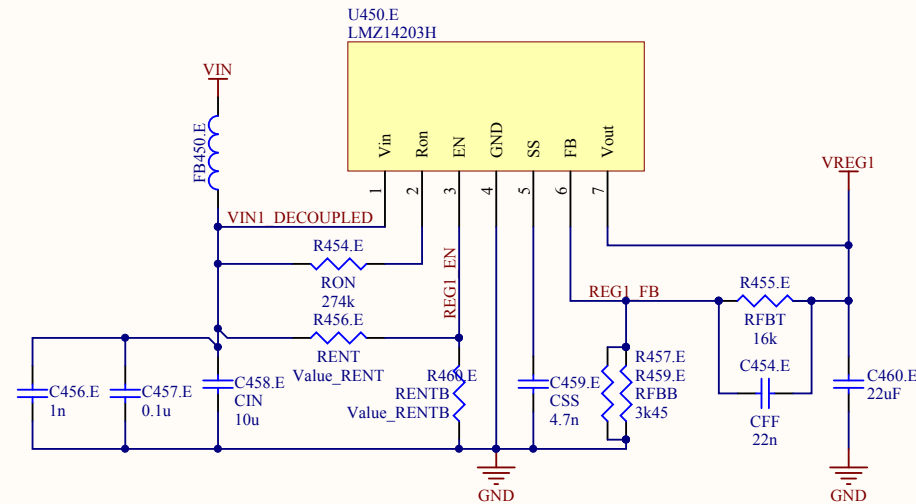 U450.E
LMZ14203H
VIN
FB450.E
Vin
Ron
EN
GND
SS
FB
Vout
1
2
3
4
5
6
7
VREG1
VIN1_DECOUPLED
R454.E
RON
274k
REG1_EN
R456.E
RENT
Value_RENT
REG1_FB
R455.E
RFBT
16k
C454.E
CFF
22n
C456.E
1n
C457.E
0.1u
C458.E
CIN
10u
R460.E
RENTB
Value_RENTB
C459.E
CSS
4.7n
R457.E
R459.E
RFBB
3k45
C460.E
22uF
GND
GND